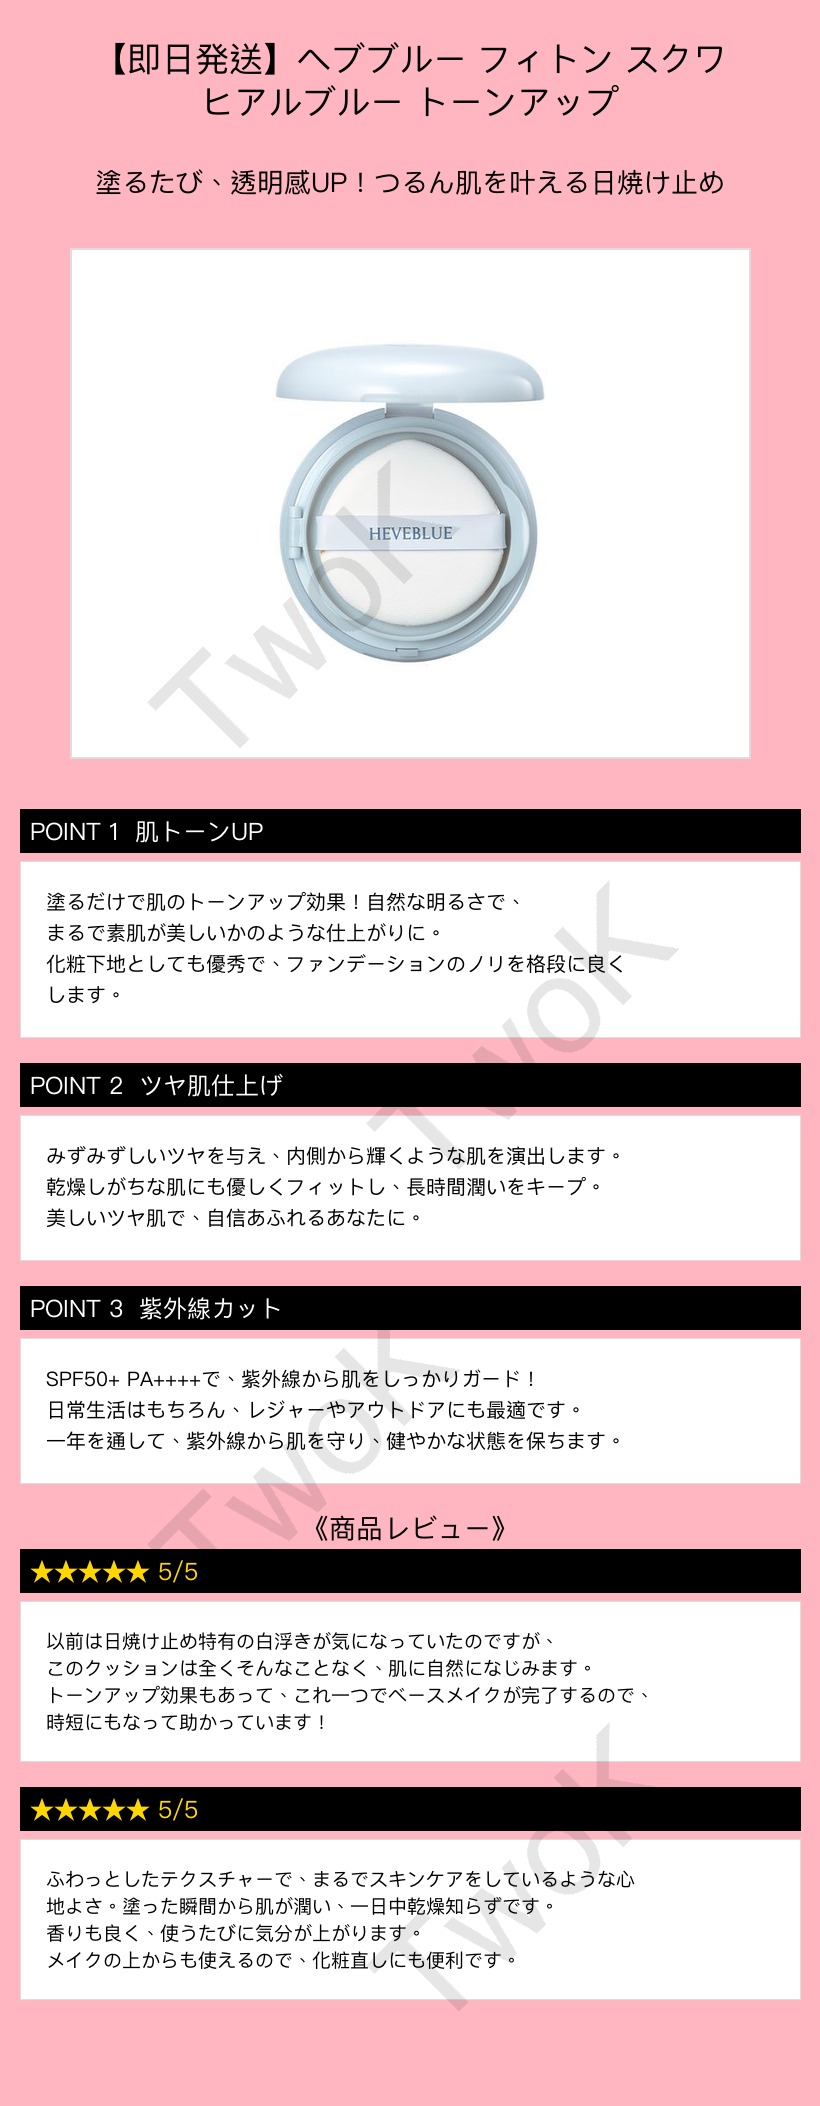 【即日発送】ヘブブルー フィトン スクワ
ヒアルブルー トーンアップ
塗るたび、透明感UP！つるん肌を叶える日焼け止め
HEVEBLUE
TwoK
POINT 1 肌トーンUP
塗るだけで肌のトーンアップ効果！自然な明るさで、
まるで素肌が美しいかのような仕上がりに。
化粧下地としても優秀で、ファンデーションのノリを格段に良く
します。
TwoK
POINT 2 ツヤ肌仕上げ
みずみずしいツヤを与え、内側から輝くような肌を演出します。
乾燥しがちな肌にも優しくフィットし、長時間潤いをキープ。
美しいツヤ肌で、自信あふれるあなたに。
POINT 3 紫外線カット
SPF50+ PA++++で、紫外線から肌をしっかりガード！
日常生活はもちろん、レジャーやアウトドアにも最適です。
一年を通して、紫外線から肌を守り、健やかな状態を保ちます。
TwoK
《商品レビュー》
★★★★★ 5/5
以前は日焼け止め特有の白浮きが気になっていたのですが、
このクッションは全くそんなことなく、肌に自然になじみます。
トーンアップ効果もあって、これ一つでベースメイクが完了するので、
時短にもなって助かっています！
★★★★★ 5/5
ふわっとしたテクスチャーで、まるでスキンケアをしているような心
地よさ。塗った瞬間から肌が潤い、一日中乾燥知らずです。
香りも良く、使うたびに気分が上がります。
メイクの上からも使えるので、化粧直しにも便利です。
TwoK